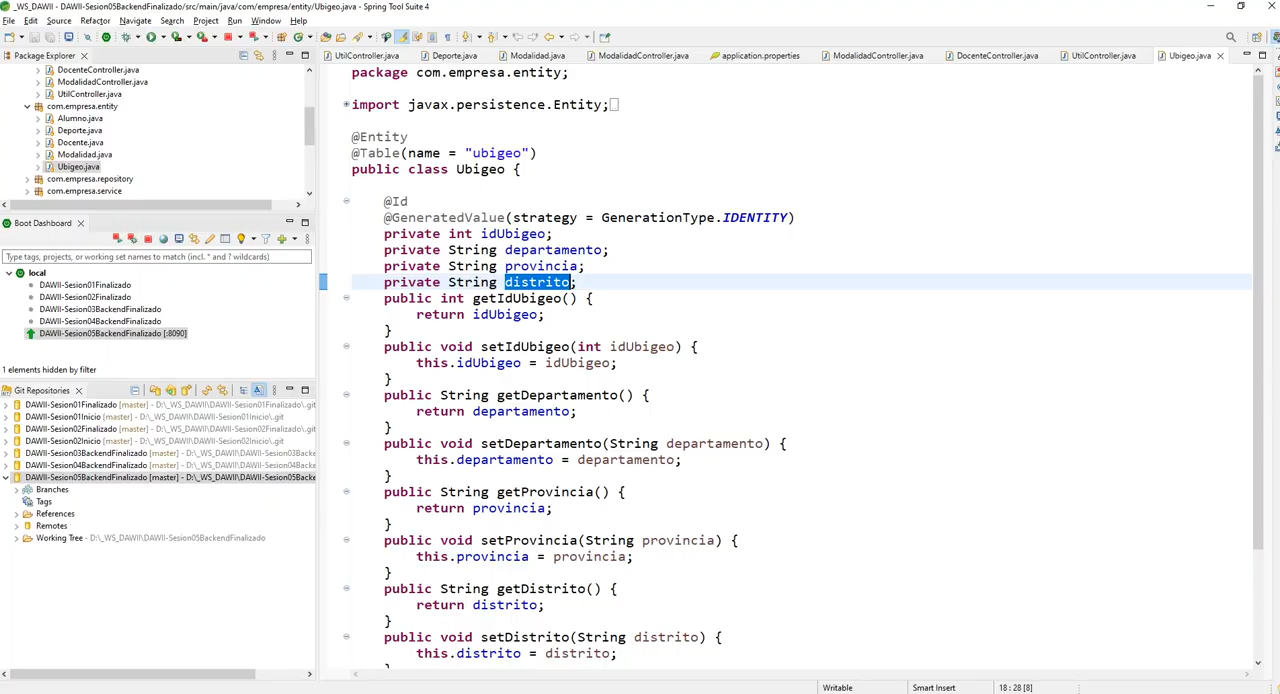 _WS_DAWII - DAWII-Sesion05BackendFinalizado/src/main/java/com/empresa/entity/Ubigeo.java - Spring Tool Suite 4
File Edit Source Refactor Navigate Search Project Run Window Help
Package Explorer
UtilController.java Deporte.java Modalidad.java ModalidadController.java application.properties ModalidadController.java DocenteController.java UtilController.java Ubigeo.java
DocenteController.java
ModalidadController.java
UtilController.java
com.empresa.entity
Alumno.java
Deporte.java
Docente.java
Modalidad.java
Ubigeo.java
com.empresa.repository
com.empresa.service
Boot Dashboard
Type tags, projects, or working set names to match (incl. * and ? wildcards)
local
DAWII-Sesion01Finalizado
DAWII-Sesion02Finalizado
DAWII-Sesion03BackendFinalizado
DAWII-Sesion04BackendFinalizado
DAWII-Sesion05BackendFinalizado [:8090]
1 elements hidden by filter
Git Repositories
DAWII-Sesion01Finalizado [master] - D:\_WS_DAWII\DAWII-Sesion01Finalizado\.git
DAWII-Sesion01Inicio [master] - D:\_WS_DAWII\DAWII-Sesion01Inicio\.git
DAWII-Sesion02Finalizado [master] - D:\_WS_DAWII\DAWII-Sesion02Finalizado\.git
DAWII-Sesion02Inicio [master] - D:\_WS_DAWII\DAWII-Sesion02Inicio\.git
DAWII-Sesion03BackendFinalizado [master] - D:\_WS_DAWII\DAWII-Sesion03Backe
DAWII-Sesion04BackendFinalizado [master] - D:\_WS_DAWII\DAWII-Sesion04Backe
DAWII-Sesion05BackendFinalizado [master] - D:\_WS_DAWII\DAWII-Sesion05Backe
Branches
Tags
References
Remotes
Working Tree - D:\_WS_DAWII\DAWII-Sesion05BackendFinalizado
package com.empresa.entity;
import javax.persistence.Entity;
@Entity
@Table(name = "ubigeo")
public class Ubigeo {
@Id
@GeneratedValue(strategy = GenerationType.IDENTITY)
private int idUbigeo;
private String departamento;
private String provincia;
private String distrito;
public int getIdUbigeo() {
return idUbigeo;
}
public void setIdUbigeo(int idUbigeo) {
this.idUbigeo = idUbigeo;
}
public String getDepartamento() {
return departamento;
}
public void setDepartamento(String departamento) {
this.departamento = departamento;
}
public String getProvincia() {
return provincia;
}
public void setProvincia(String provincia) {
this.provincia = provincia;
}
public String getDistrito() {
return distrito;
}
public void setDistrito(String distrito) {
this.distrito = distrito;
}
Writable Smart Insert 18 : 28 [8]